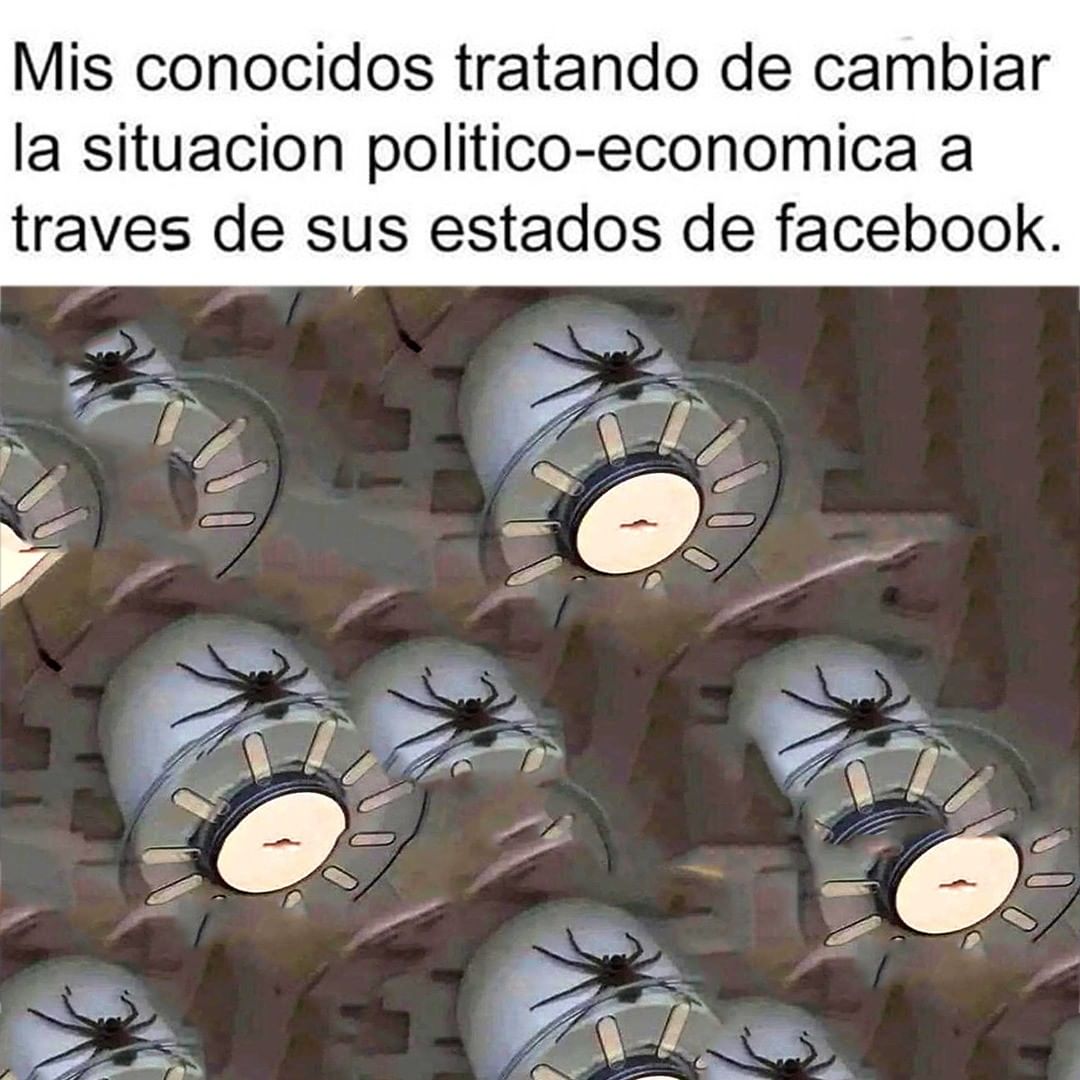 Mis conocidos tratando de cambiar
la situacion politico-economica a
traves de sus estados de facebook.